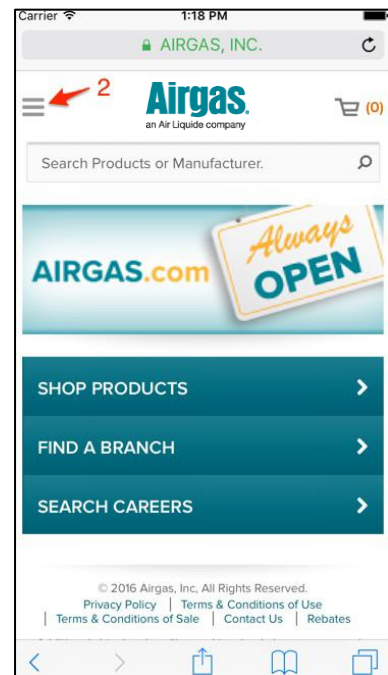 Carrier 1:18 PM
AIRGAS, INC.
2
Airgas.
an Air Liquide company
(0)
Search Products or Manufacturer.
AIRGAS.com
Always
OPEN
SHOP PRODUCTS
FIND A BRANCH
SEARCH CAREERS
© 2016 Airgas, Inc, All Rights Reserved.
Privacy Policy | Terms & Conditions of Use
| Terms & Conditions of Sale | Contact Us | Rebates